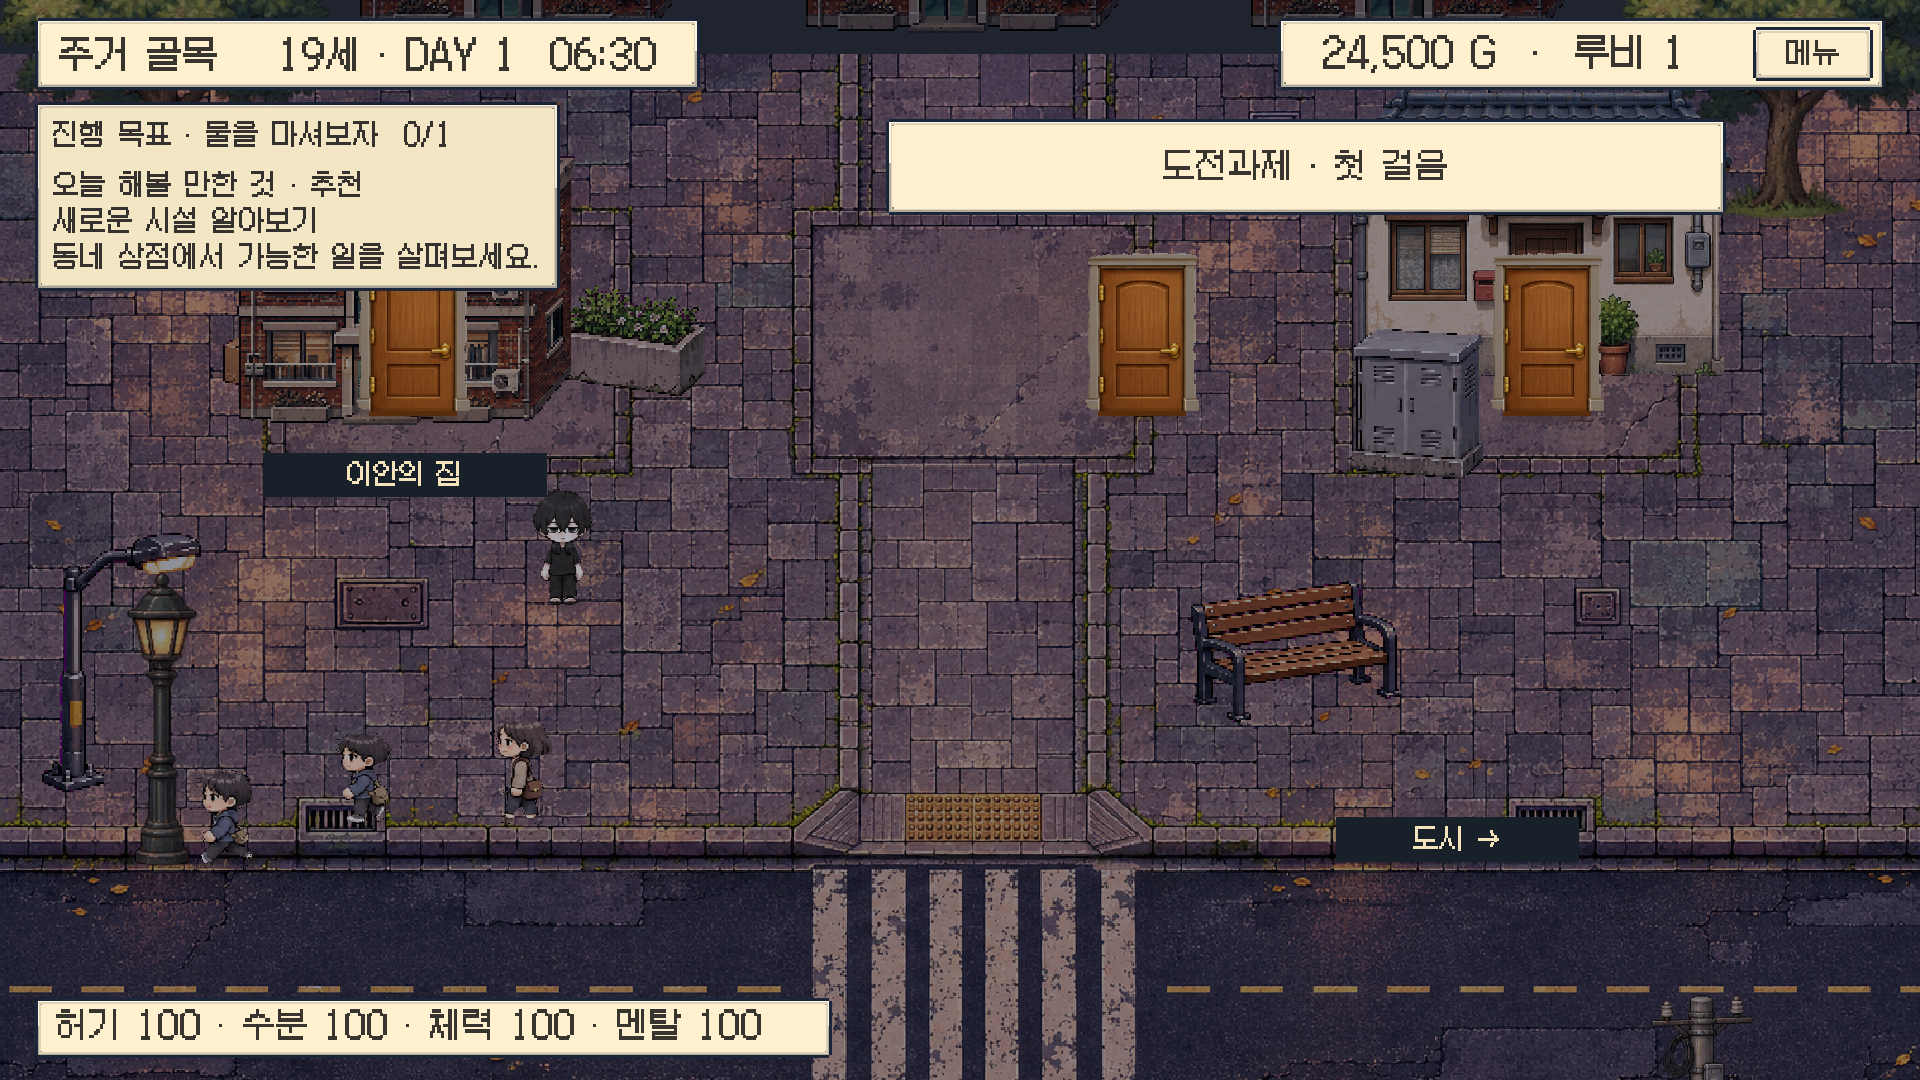 주거 골목 19세 · DAY 1 06:30
24,500 G · 루비 1
메뉴
진행 목표 · 물을 마셔보자 0/1
오늘 해볼 만한 것 · 추천
새로운 시설 알아보기
동네 상점에서 가능한 일을 살펴보세요.
도전과제 · 첫 걸음
이안의 집
도시 →
허기 100 · 수분 100 · 체력 100 · 멘탈 100